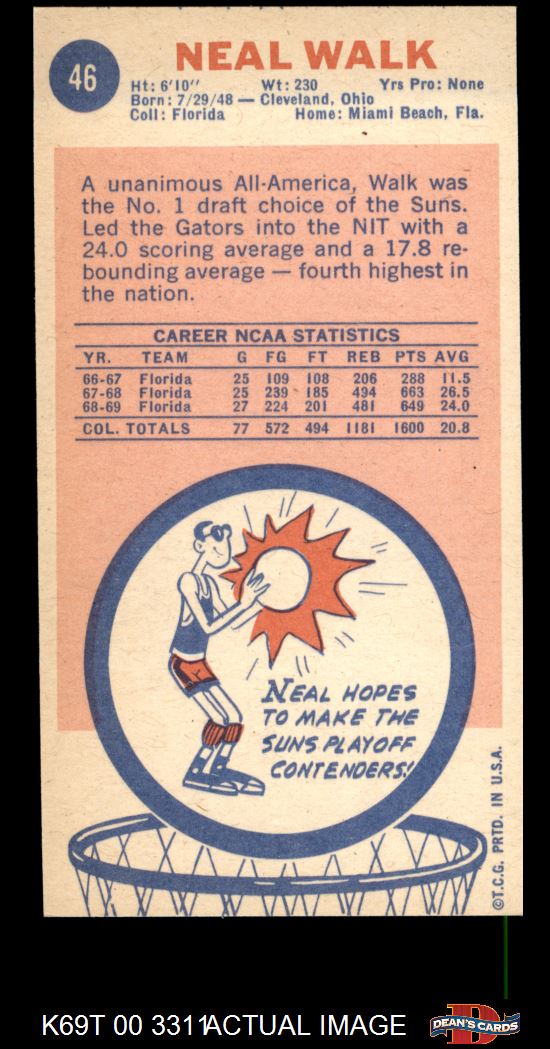 46
NEAL WALK
Ht: 6'10" Wt: 230 Yrs Pro: None
Born: 7/29/48 — Cleveland, Ohio
Coll: Florida Home: Miami Beach, Fla.
A unanimous All-America, Walk was
the No. 1 draft choice of the Suns.
Led the Gators into the NIT with a
24.0 scoring average and a 17.8 re-
bounding average — fourth highest in
the nation.
CAREER NCAA STATISTICS
YR. TEAM G FG FT REB PTS AVG
66-67 Florida 25 109 108 206 288 11.5
67-68 Florida 25 239 185 494 663 26.5
68-69 Florida 27 224 201 481 649 24.0
COL. TOTALS 77 572 494 1181 1600 20.8
NEAL HOPES
TO MAKE THE
SUNS PLAYOFF
CONTENDERS!
©T.C.G. PRTD. IN U.S.A.
K69T 00 3311ACTUAL IMAGE
D
DEAN'S CARDS